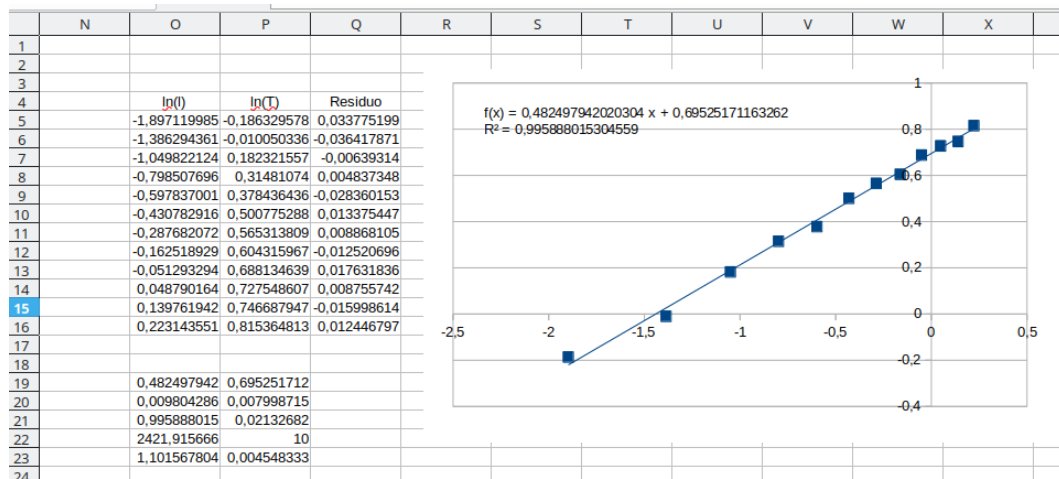 N O P Q R S T U V W X
1
2
3
4 ln(l) ln(T) Residuo
5 -1,897119985 -0,186329578 0,033775199
6 -1,386294361 -0,010050336 -0,036417871
7 -1,049822124 0,182321557 -0,00639314
8 -0,798507696 0,31481074 0,004837348
9 -0,597837001 0,378436436 -0,028360153
10 -0,430782916 0,500775288 0,013375447
11 -0,287682072 0,565313809 0,008868105
12 -0,162518929 0,604315967 -0,012520696
13 -0,051293294 0,688134639 0,017631836
14 0,048790164 0,727548607 0,008755742
15 0,139761942 0,746687947 -0,015998614
16 0,223143551 0,815364813 0,012446797
17
18
19 0,482497942 0,695251712
20 0,009804286 0,007998715
21 0,995888015 0,02132682
22 2421,915666 10
23 1,101567804 0,004548333
24
f(x) = 0,482497942020304 x + 0,69525171163262
R² = 0,995888015304559
1
0,8
0,6
0,4
0,2
0
-0,2
-0,4
-2,5 -2 -1,5 -1 -0,5 0 0,5